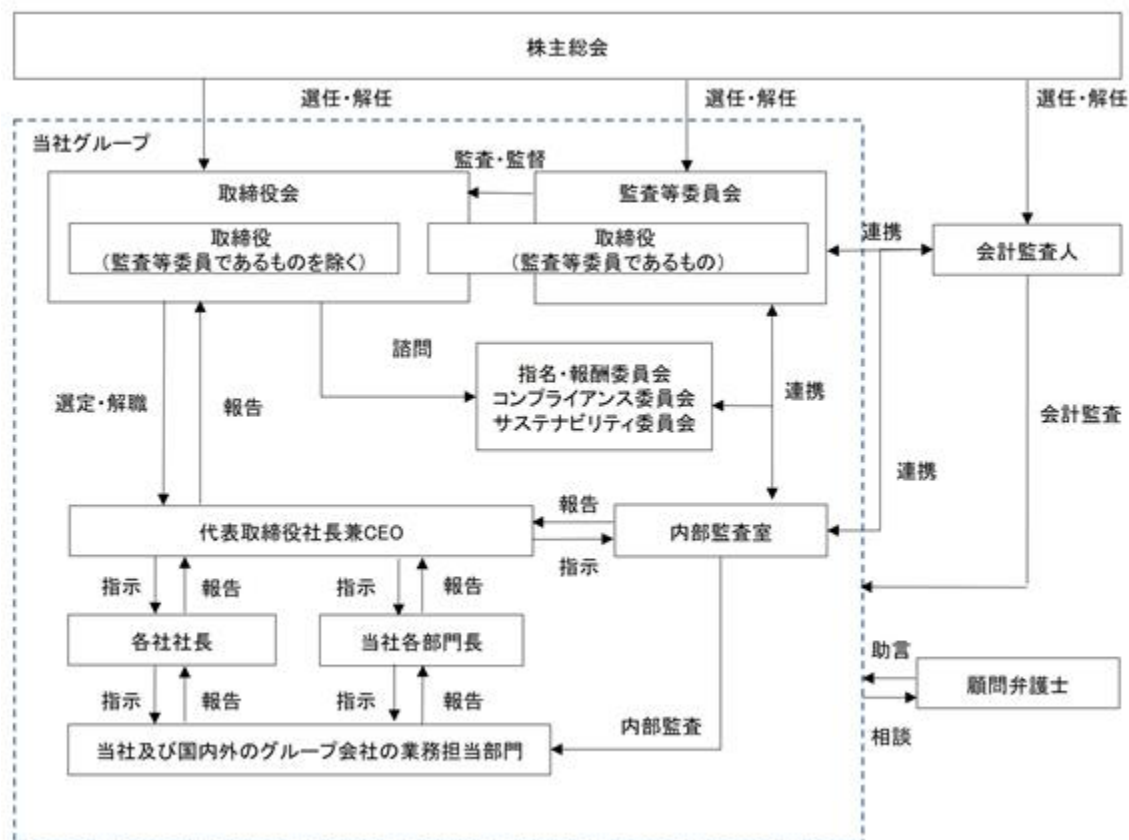 株主総会
選任・解任
選任・解任
選任・解任
当社グループ
監査・監督
取締役会
監査等委員会
取締役
（監査等委員であるものを除く）
取締役
（監査等委員であるもの）
連携
会計監査人
諮問
指名・報酬委員会
コンプライアンス委員会
サステナビリティ委員会
選定・解職
報告
連携
会計監査
連携
代表取締役社長兼CEO
報告
指示
内部監査室
指示
報告
指示
報告
各社社長
当社各部門長
助言
顧問弁護士
相談
指示
報告
指示
報告
内部監査
当社及び国内外のグループ会社の業務担当部門